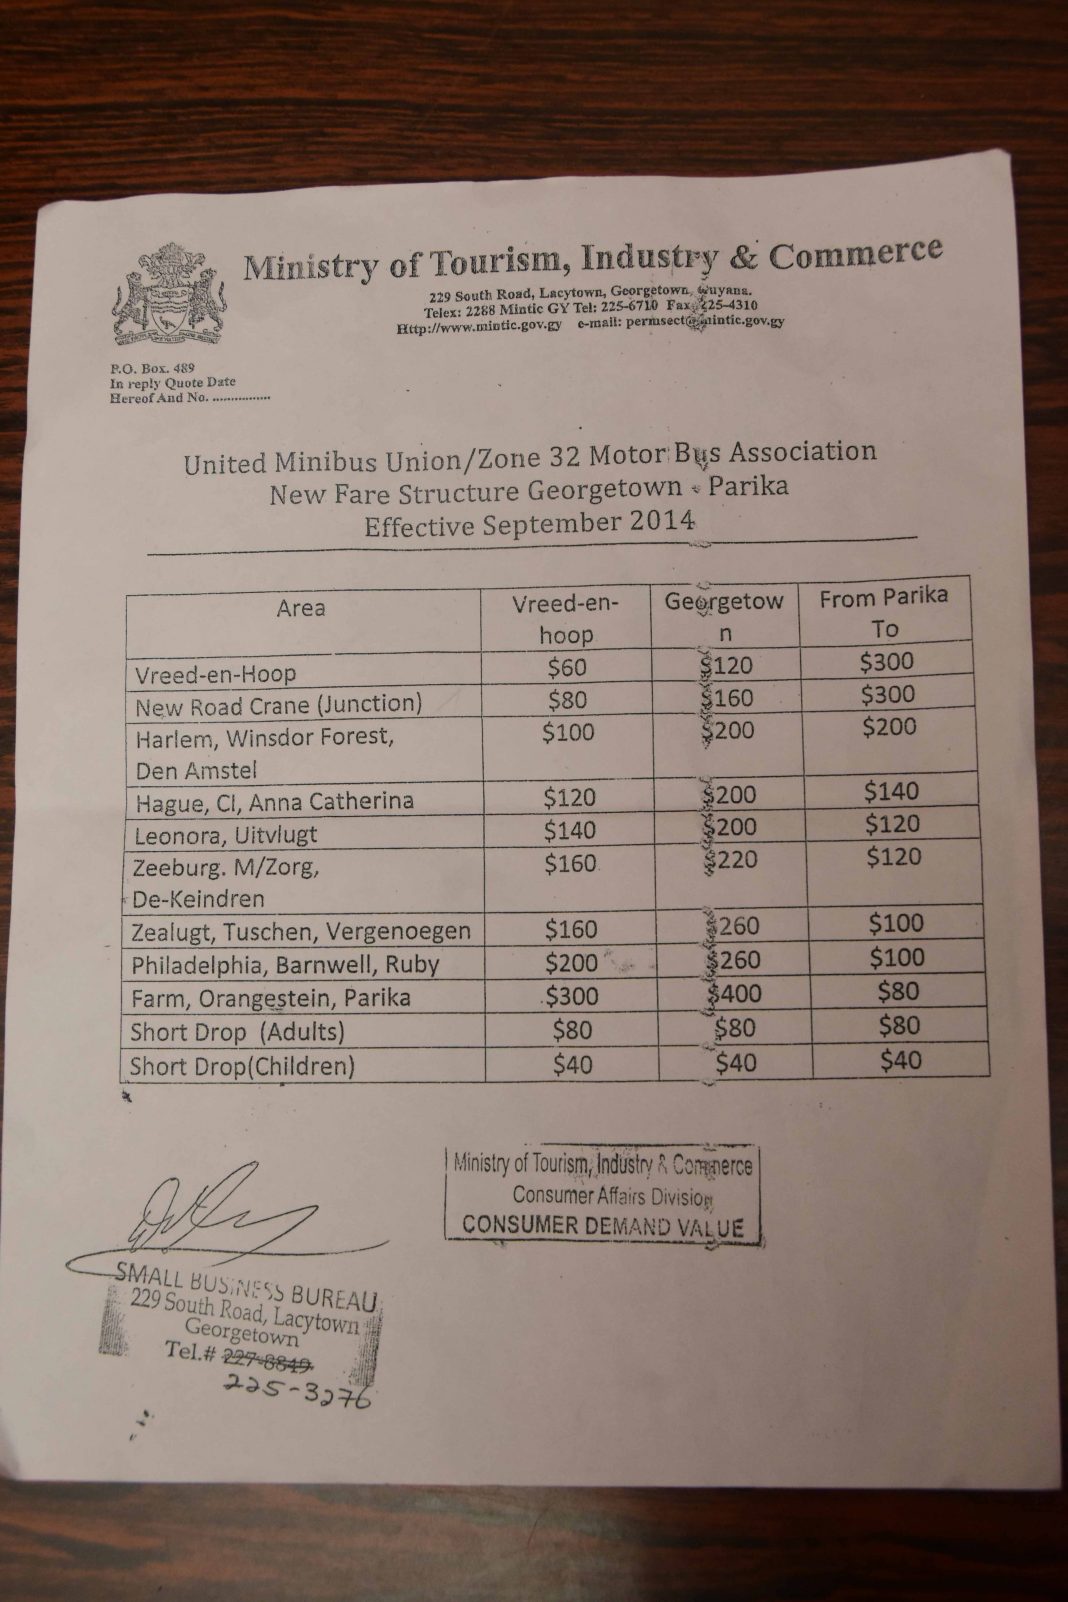 Ministry of Tourism, Industry & Commerce
229 South Road, Lacytown, Georgetown, Guyana.
Telex: 2288 Mintic GY Tel: 225-6710 Fax: 225-4310
Http://www.mintic.gov.gy e-mail: permsect@mintic.gov.gy
P.O. Box. 489
In reply Quote Date
Hereof And No. ................
United Minibus Union/Zone 32 Motor Bus Association
New Fare Structure Georgetown - Parika
Effective September 2014
Area Vreed-en-hoop Georgetown From Parika To
Vreed-en-Hoop $60 $120 $300
New Road Crane (Junction) $80 $160 $300
Harlem, Winsdor Forest, $100 $200 $200
Den Amstel
Hague, CI, Anna Catherina $120 $200 $140
Leonora, Uitvlugt $140 $200 $120
Zeeburg. M/Zorg, $160 $220 $120
De-Keindren
Zealugt, Tuschen, Vergenoegen $160 $260 $100
Philadelphia, Barnwell, Ruby $200 $260 $100
Farm, Orangestein, Parika $300 $400 $80
Short Drop (Adults) $80 $80 $80
Short Drop(Children) $40 $40 $40
Ministry of Tourism, Industry & Commerce
Consumer Affairs Division
CONSUMER DEMAND VALUE
SMALL BUSINESS BUREAU
229 South Road, Lacytown
Georgetown
Tel.# 227-8849
225-3276